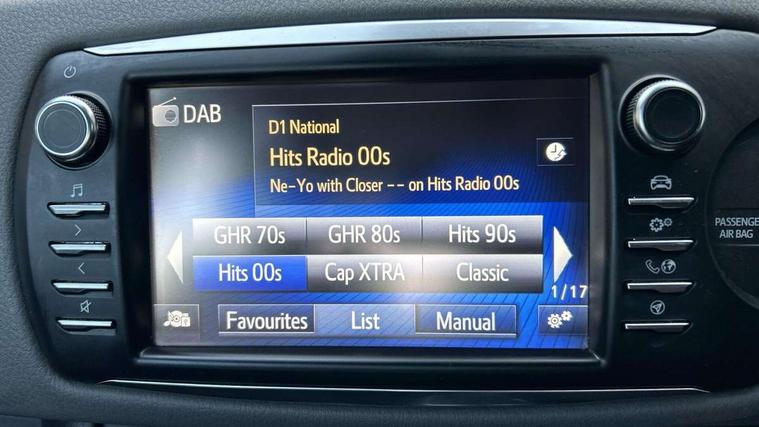 DAB
D1 National
Hits Radio 00s
Ne-Yo with Closer -- on Hits Radio 00s
GHR 70s GHR 80s Hits 90s
Hits 00s Cap XTRA Classic
1/17
Favourites List Manual
PASSENGE
AIR BAG